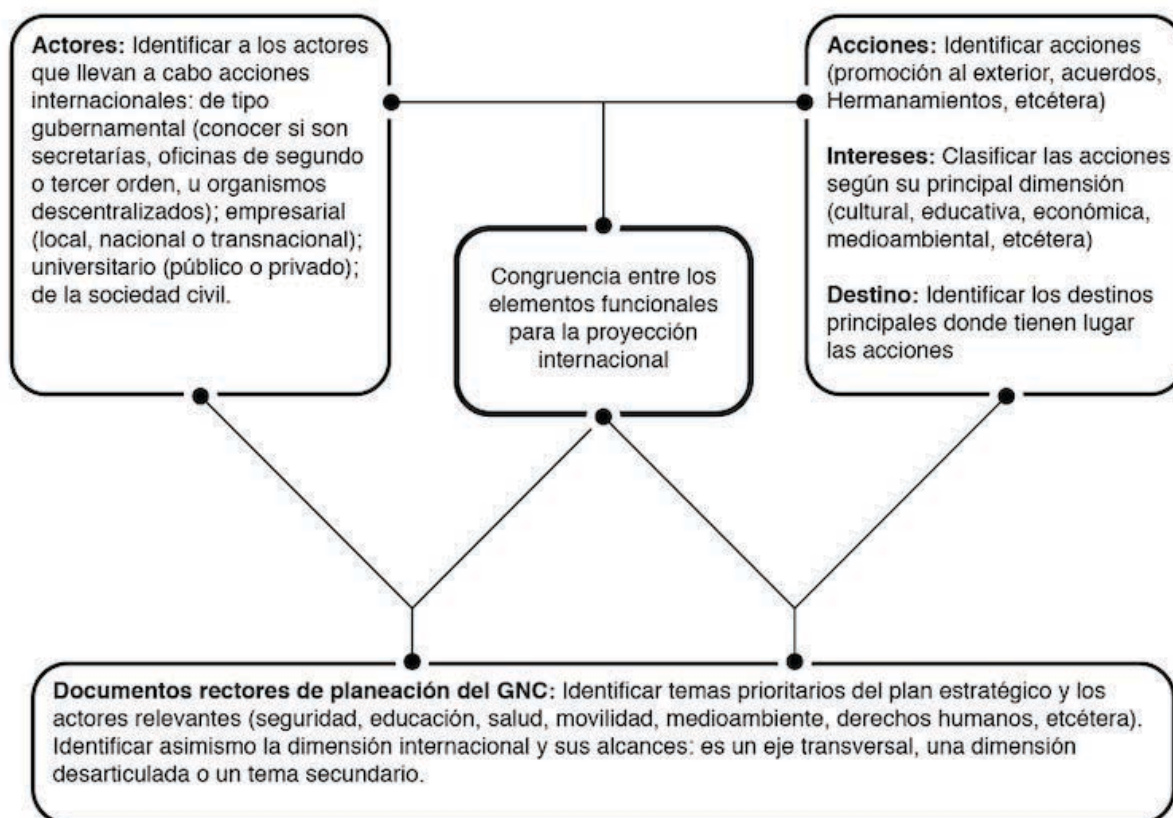 Actores: Identificar a los actores
que llevan a cabo acciones
internacionales: de tipo
gubernamental (conocer si son
secretarías, oficinas de segundo
o tercer orden, u organismos
descentralizados); empresarial
(local, nacional o transnacional);
universitario (público o privado);
de la sociedad civil.
Acciones: Identificar acciones
(promoción al exterior, acuerdos,
Hermanamientos, etcétera)
Intereses: Clasificar las acciones
según su principal dimensión
(cultural, educativa, económica,
medioambiental, etcétera)
Destino: Identificar los destinos
principales donde tienen lugar
las acciones
Congruencia entre los
elementos funcionales
para la proyección
internacional
Documentos rectores de planeación del GNC: Identificar temas prioritarios del plan estratégico y los
actores relevantes (seguridad, educación, salud, movilidad, medioambiente, derechos humanos, etcétera).
Identificar asimismo la dimensión internacional y sus alcances: es un eje transversal, una dimensión
desarticulada o un tema secundario.